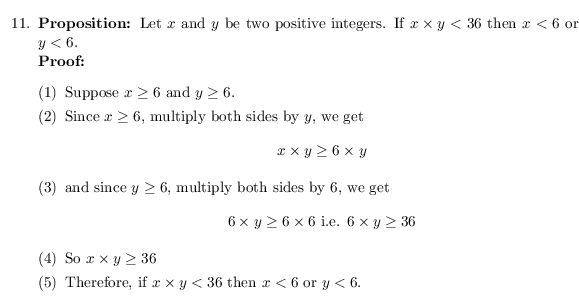 11. Proposition: Let x and y be two positive integers. If x × y < 36 then x < 6 or
y < 6.
Proof:
(1) Suppose x ≥ 6 and y ≥ 6.
(2) Since x ≥ 6, multiply both sides by y, we get
x × y ≥ 6 × y
(3) and since y ≥ 6, multiply both sides by 6, we get
6 × y ≥ 6 × 6 i.e. 6 × y ≥ 36
(4) So x × y ≥ 36
(5) Therefore, if x × y < 36 then x < 6 or y < 6.